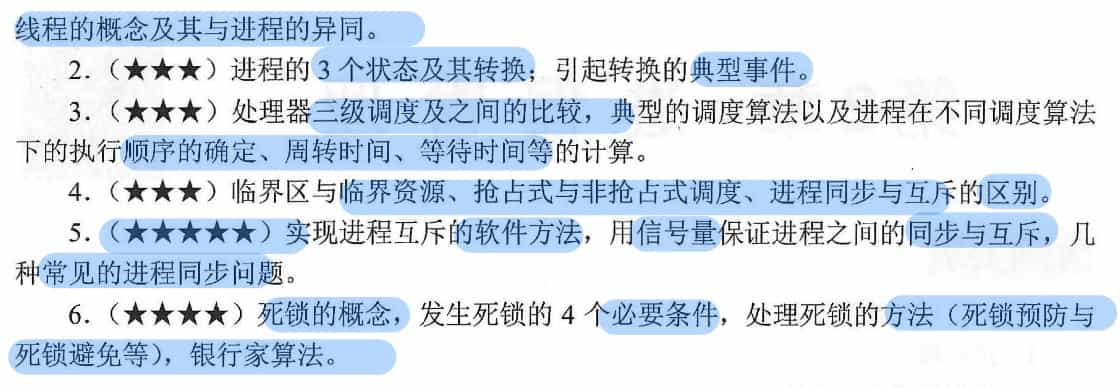 线程的概念及其与进程的异同。
2.（★★★）进程的 3 个状态及其转换；引起转换的典型事件。
3.（★★★）处理器三级调度及之间的比较，典型的调度算法以及进程在不同调度算法
下的执行顺序的确定、周转时间、等待时间等的计算。
4.（★★★）临界区与临界资源、抢占式与非抢占式调度、进程同步与互斥的区别。
5.（★★★★★）实现进程互斥的软件方法，用信号量保证进程之间的同步与互斥，几
种常见的进程同步问题。
6.（★★★★）死锁的概念，发生死锁的 4 个必要条件，处理死锁的方法（死锁预防与
死锁避免等），银行家算法。